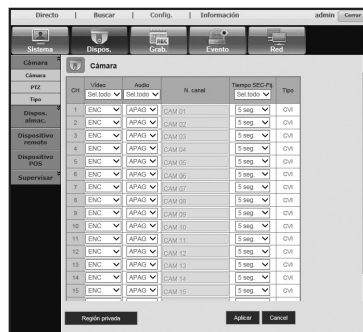 Directo | Buscar | Config. | Información admin Cerrar
Sistema Dispos. Grab. Evento Red
REC
Cámara
Cámara
PTZ
Tipo
Dispos. almac.
Dispositivo remoto
Dispositivo POS
Supervisar
Cámara
CH Vídeo Audio N. canal Tiempo SEC-Fij Tipo
Sel.todo Sel.todo Sel.todo
1 ENC APAG CAM 01 5 seg. CVI
2 ENC APAG CAM 02 5 seg. CVI
3 ENC APAG CAM 03 5 seg. CVI
4 ENC APAG CAM 04 5 seg. CVI
5 ENC APAG CAM 05 5 seg. CVI
6 ENC APAG CAM 06 5 seg. CVI
7 ENC APAG CAM 07 5 seg. CVI
8 ENC APAG CAM 08 5 seg. CVI
9 ENC APAG CAM 09 5 seg. CVI
10 ENC APAG CAM 10 5 seg. CVI
11 ENC APAG CAM 11 5 seg. CVI
12 ENC APAG CAM 12 5 seg. CVI
13 ENC APAG CAM 13 5 seg. CVI
14 ENC APAG CAM 14 5 seg. CVI
15 ENC APAG CAM 15 5 seg. CVI
Región privada Aplicar Cancel